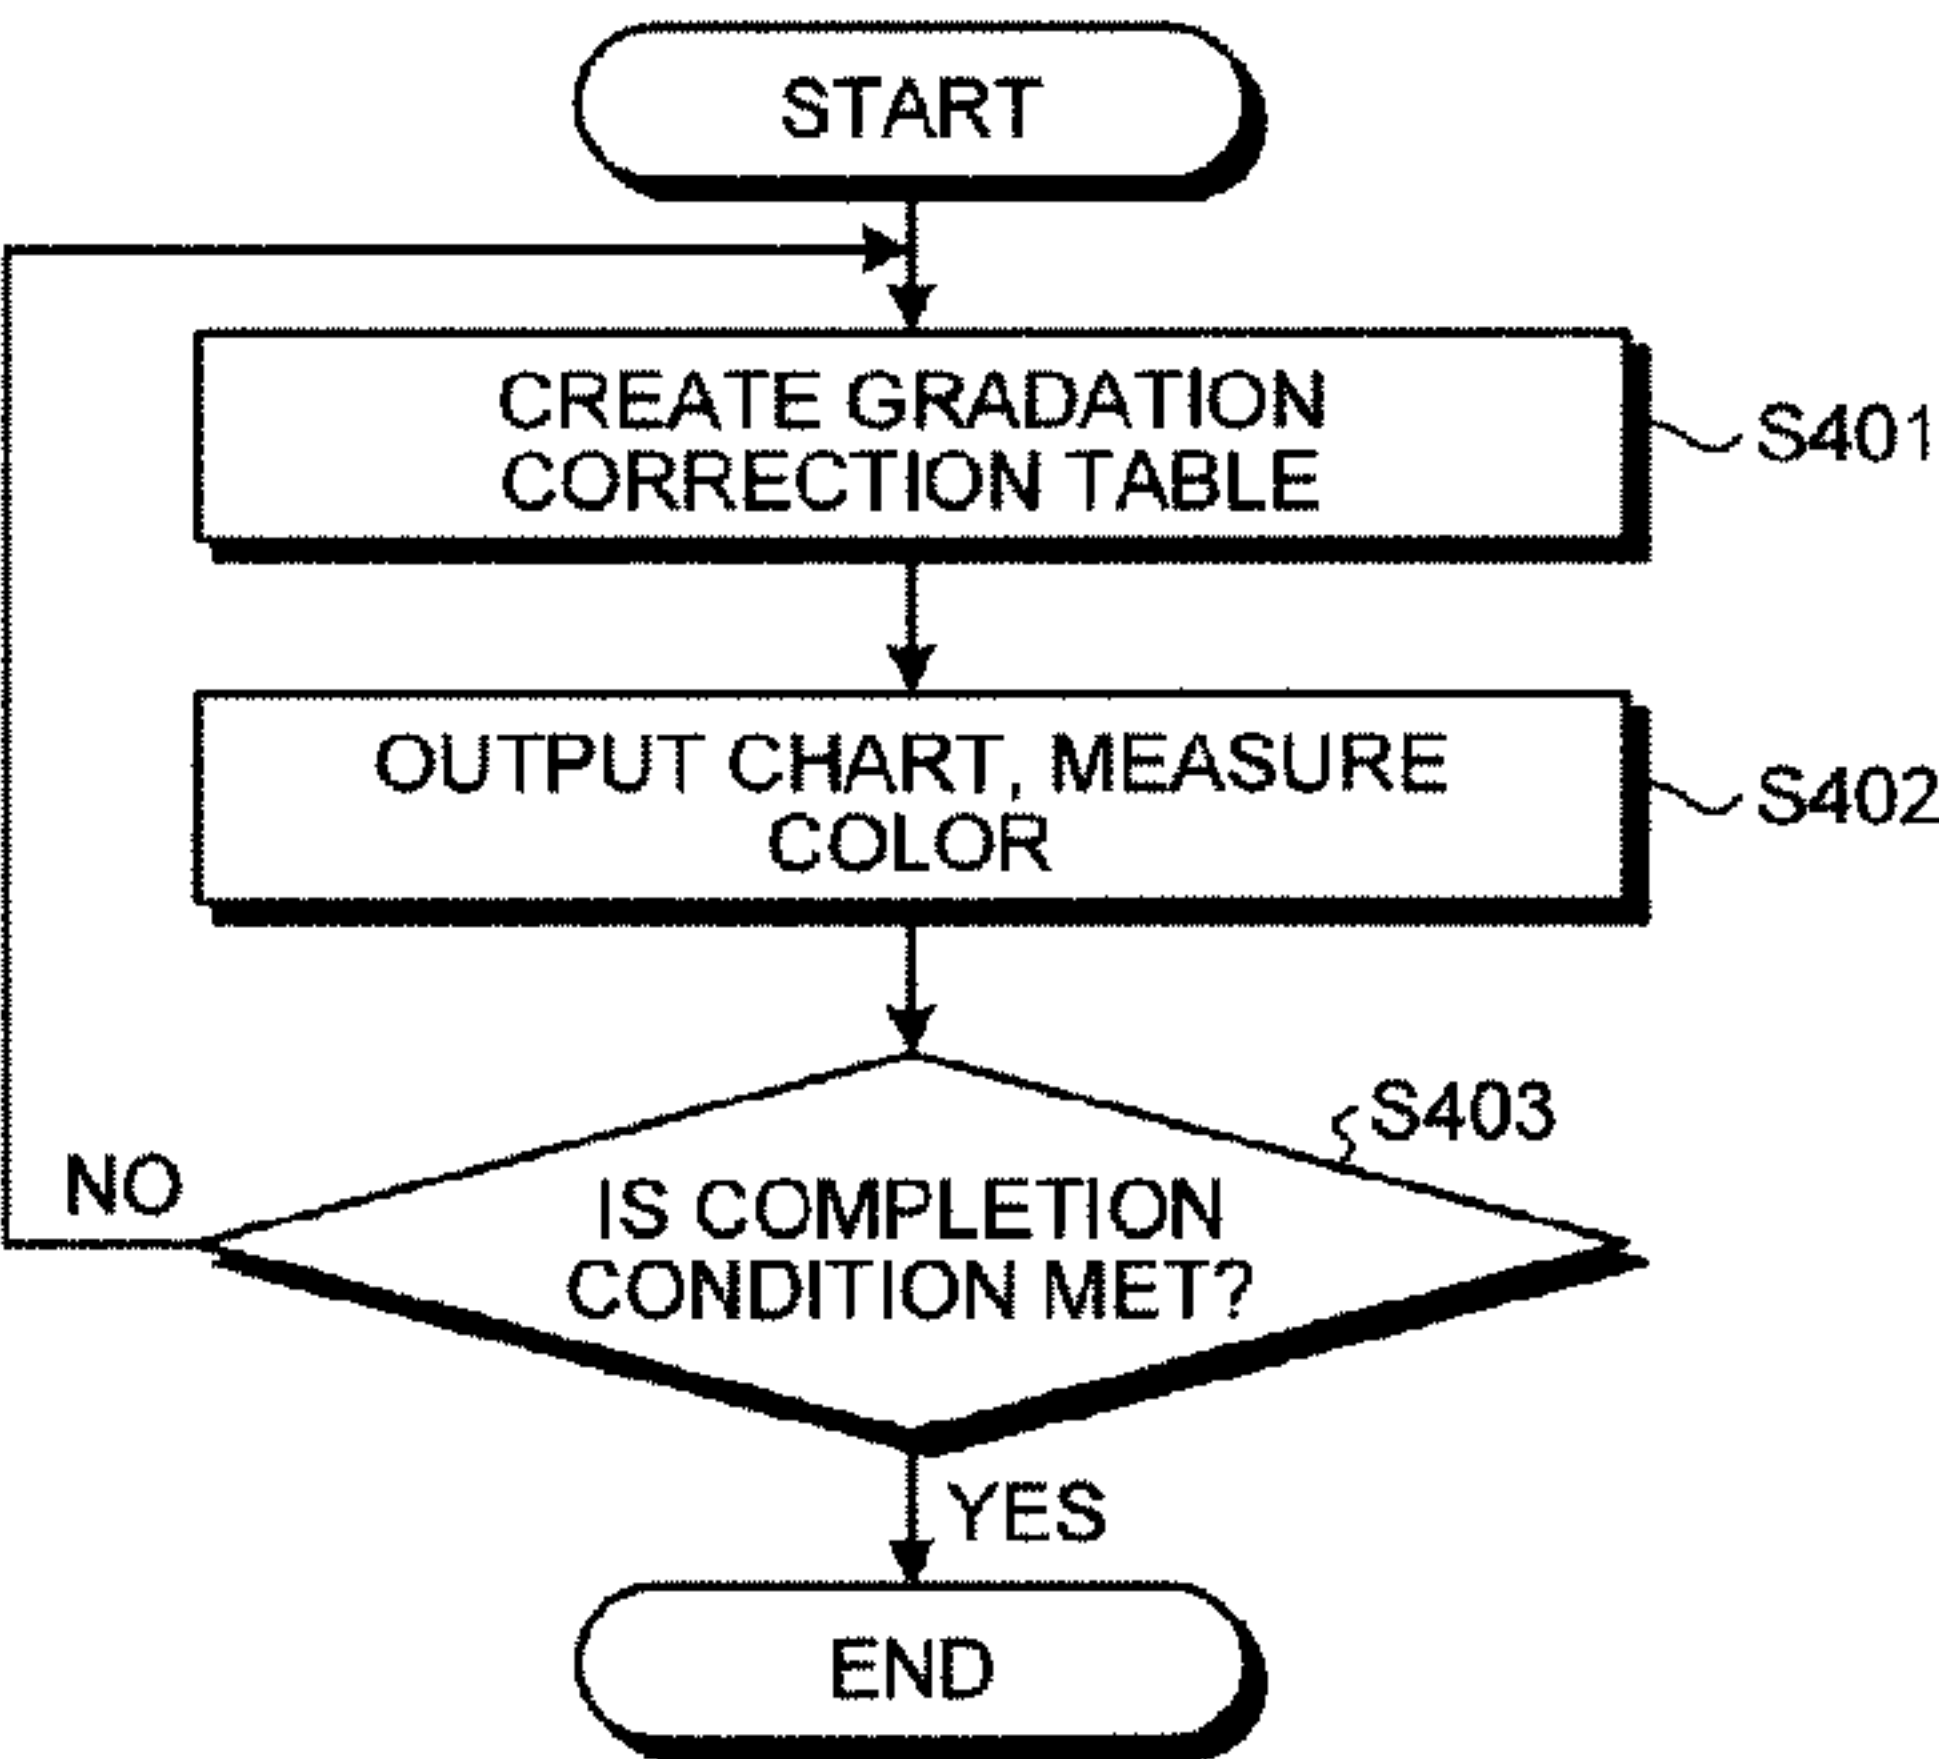 START
CREATE GRADATION
CORRECTION TABLE
S401
OUTPUT CHART, MEASURE
COLOR
S402
S403
NO
IS COMPLETION
CONDITION MET?
YES
END